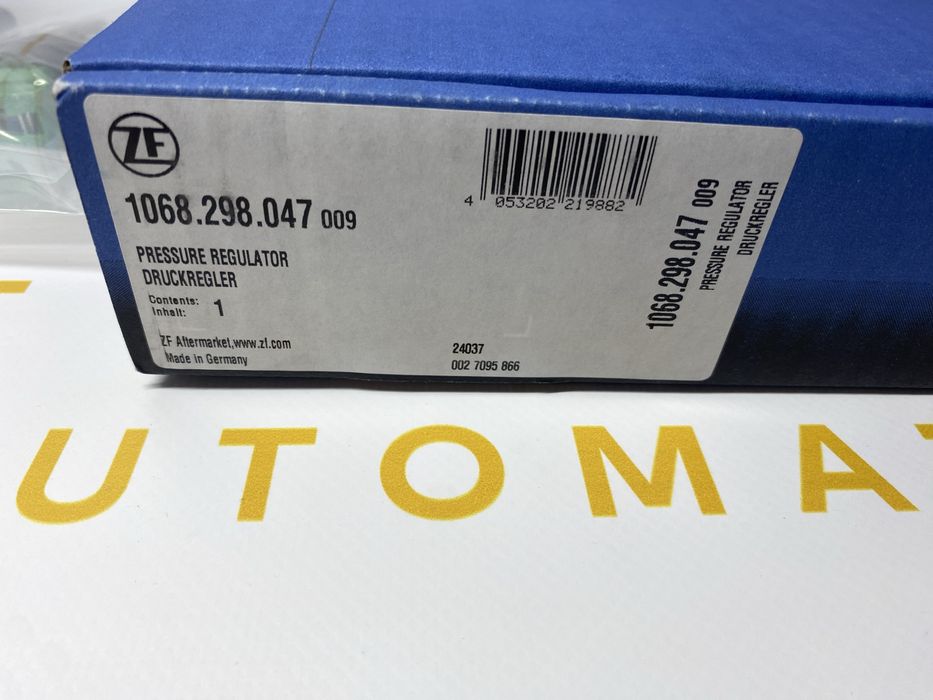 ZF
1068.298.047 009
PRESSURE REGULATOR
DRUCKREGLER
Contents:
Inhalt: 1
ZF Aftermarket,www.zf.com
Made in Germany
4 053202 219882
24037
002 7095 866
1068.298.047 009
PRESSURE REGULATOR
DRUCKREGLER
UTOMAT